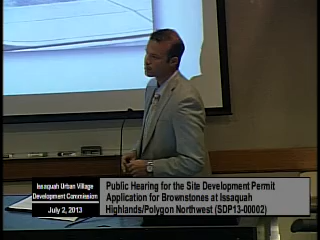 Issaquah Urban Village
Development Commission
July 2, 2013
Public Hearing for the Site Development Permit
Application for Brownstones at Issaquah
Highlands/Polygon Northwest (SDP13-00002)